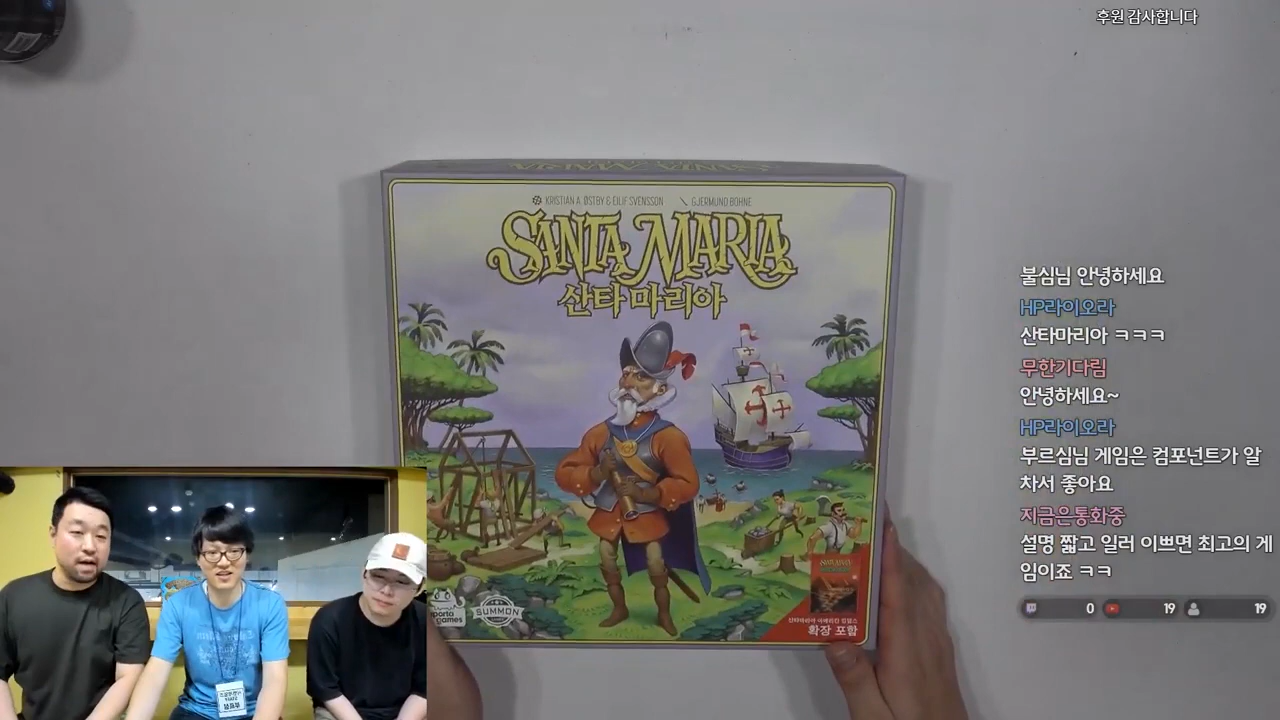 후원 감사합니다
KRISTIAN A. ØSTBY & EILIF SVENSSON
GJERMUND BOHNE
SANTA MARIA
산타 마리아
aporta games
SUMMON
확장 포함
불심님 안녕하세요
HP라이오라
산타마리아 ㅋㅋㅋ
무한기다림
안녕하세요~
HP라이오라
부르심님 게임은 컴포넌트가 알
차서 좋아요
지금은통화중
설명 짧고 일러 이쁘면 최고의 게
임이죠 ㅋㅋ
0 19 19